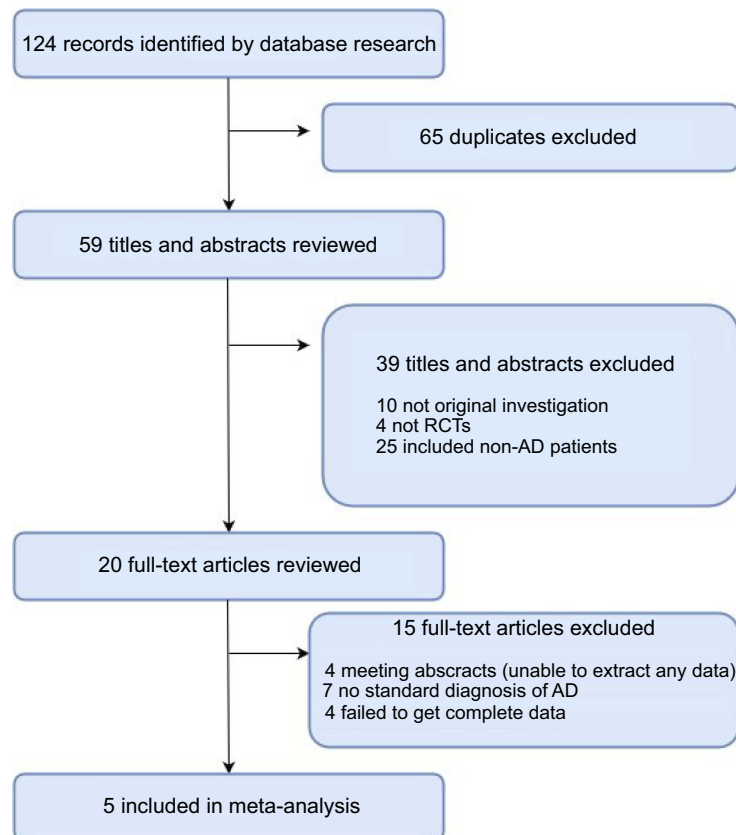 124 records identified by database research
65 duplicates excluded
59 titles and abstracts reviewed
39 titles and abstracts excluded
10 not original investigation
4 not RCTs
25 included non-AD patients
20 full-text articles reviewed
15 full-text articles excluded
4 meeting abscracts (unable to extract any data)
7 no standard diagnosis of AD
4 failed to get complete data
5 included in meta-analysis